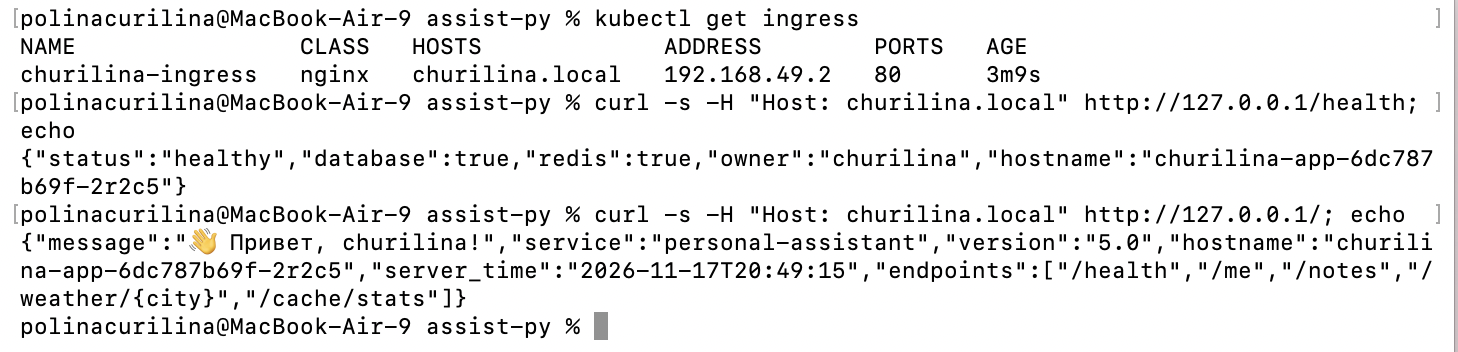 [polinacurilina@MacBook-Air-9 assist-py % kubectl get ingress ]
NAME CLASS HOSTS ADDRESS PORTS AGE
churilina-ingress nginx churilina.local 192.168.49.2 80 3m9s
[polinacurilina@MacBook-Air-9 assist-py % curl -s -H "Host: churilina.local" http://127.0.0.1/health; ]
echo
{"status":"healthy","database":true,"redis":true,"owner":"churilina","hostname":"churilina-app-6dc787
b69f-2r2c5"}
[polinacurilina@MacBook-Air-9 assist-py % curl -s -H "Host: churilina.local" http://127.0.0.1/; echo ]
{"message":"👋 Привет, churilina!","service":"personal-assistant","version":"5.0","hostname":"churili
na-app-6dc787b69f-2r2c5","server_time":"2026-11-17T20:49:15","endpoints":["/health","/me","/notes","/
weather/{city}","/cache/stats"]}
polinacurilina@MacBook-Air-9 assist-py %